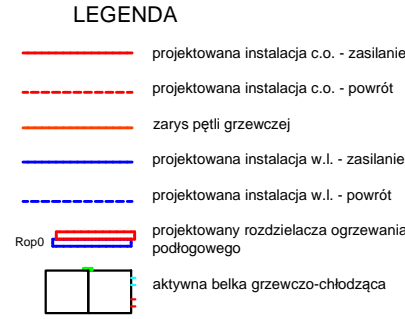 LEGENDA
projektowana instalacja c.o. - zasilanie
projektowana instalacja c.o. - powrót
zarys pętli grzewczej
projektowana instalacja w.l. - zasilanie
projektowana instalacja w.l. - powrót
Rop0
projektowany rozdzielacza ogrzewania
podłogowego
aktywna belka grzewczo-chłodząca